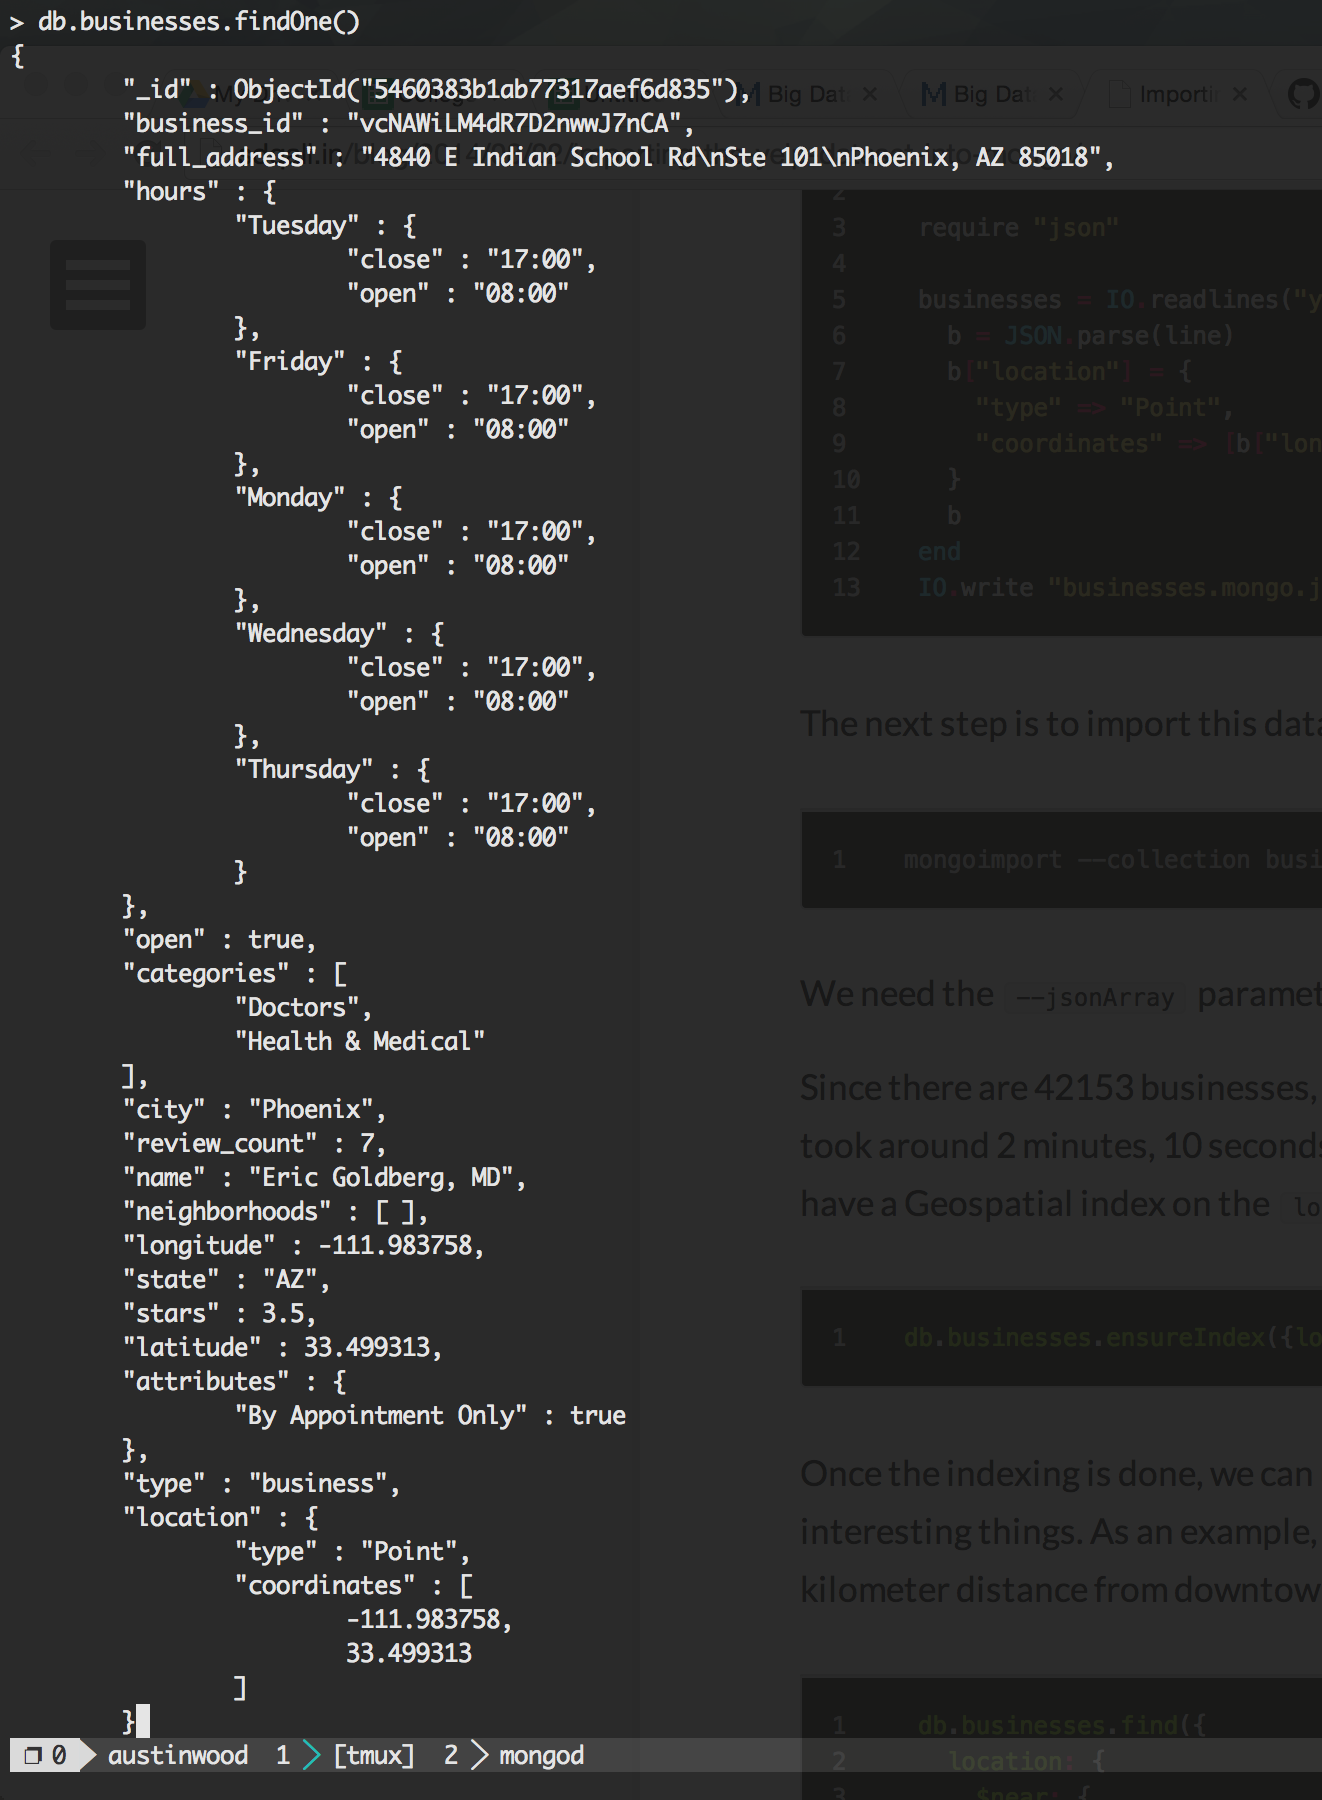 > db.businesses.findOne()
{
"_id" : ObjectId("5460383b1ab77317aef6d835"),
"business_id" : "vcNAWiLM4dR7D2nwwJ7nCA",
"full_address" : "4840 E Indian School Rd\nSte 101\nPhoenix, AZ 85018",
"hours" : {
"Tuesday" : {
"close" : "17:00",
"open" : "08:00"
},
"Friday" : {
"close" : "17:00",
"open" : "08:00"
},
"Monday" : {
"close" : "17:00",
"open" : "08:00"
},
"Wednesday" : {
"close" : "17:00",
"open" : "08:00"
},
"Thursday" : {
"close" : "17:00",
"open" : "08:00"
}
},
"open" : true,
"categories" : [
"Doctors",
"Health & Medical"
],
"city" : "Phoenix",
"review_count" : 7,
"name" : "Eric Goldberg, MD",
"neighborhoods" : [ ],
"longitude" : -111.983758,
"state" : "AZ",
"stars" : 3.5,
"latitude" : 33.499313,
"attributes" : {
"By Appointment Only" : true
},
"type" : "business",
"location" : {
"type" : "Point",
"coordinates" : [
-111.983758,
33.499313
]
}
0 austinwood 1 [tmux] 2 mongod
Big Dat
Big Dat
Importin
2
3 require "json"
4
5 businesses = IO.readlines("y
6 b = JSON.parse(line)
7 b["location"] = {
8 "type" => "Point",
9 "coordinates" => [b["lon
10 }
11 b
12 end
13 IO.write "businesses.mongo.j
The next step is to import this data
1 mongoimport --collection busi
We need the --jsonArray paramet
Since there are 42153 businesses,
took around 2 minutes, 10 seconds
have a Geospatial index on the lo
1 db.businesses.ensureIndex({lo
Once the indexing is done, we can
interesting things. As an example,
kilometer distance from downtow
1 db.businesses.find({
2 location: {
3 $near: {